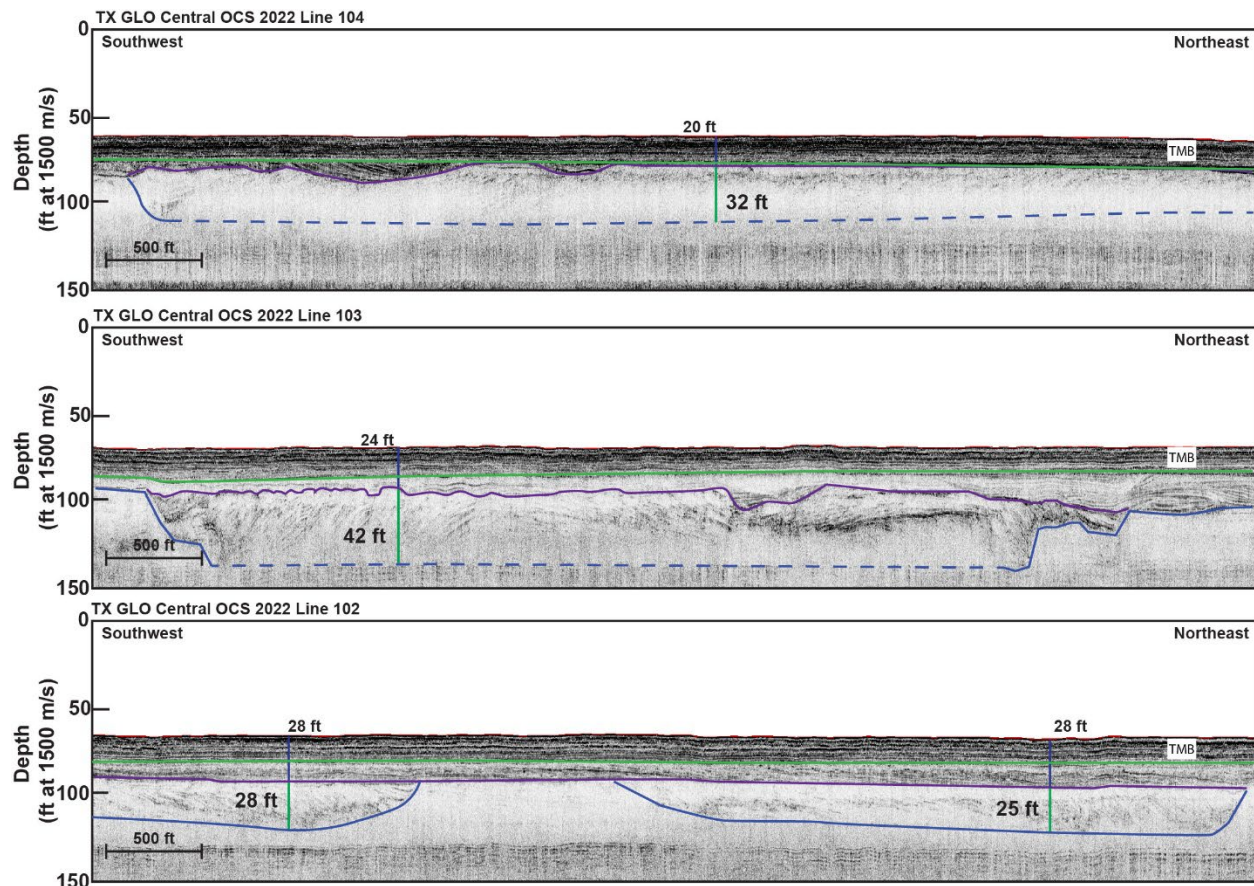 TX GLO Central OCS 2022 Line 104
0
Southwest
Northeast
50
20 ft
TMB
Depth
(ft at 1500 m/s)
100
32 ft
500 ft
150
TX GLO Central OCS 2022 Line 103
0
Southwest
Northeast
50
24 ft
TMB
Depth
(ft at 1500 m/s)
100
42 ft
500 ft
150
TX GLO Central OCS 2022 Line 102
0
Southwest
Northeast
50
28 ft
28 ft
TMB
Depth
(ft at 1500 m/s)
100
28 ft
25 ft
500 ft
150